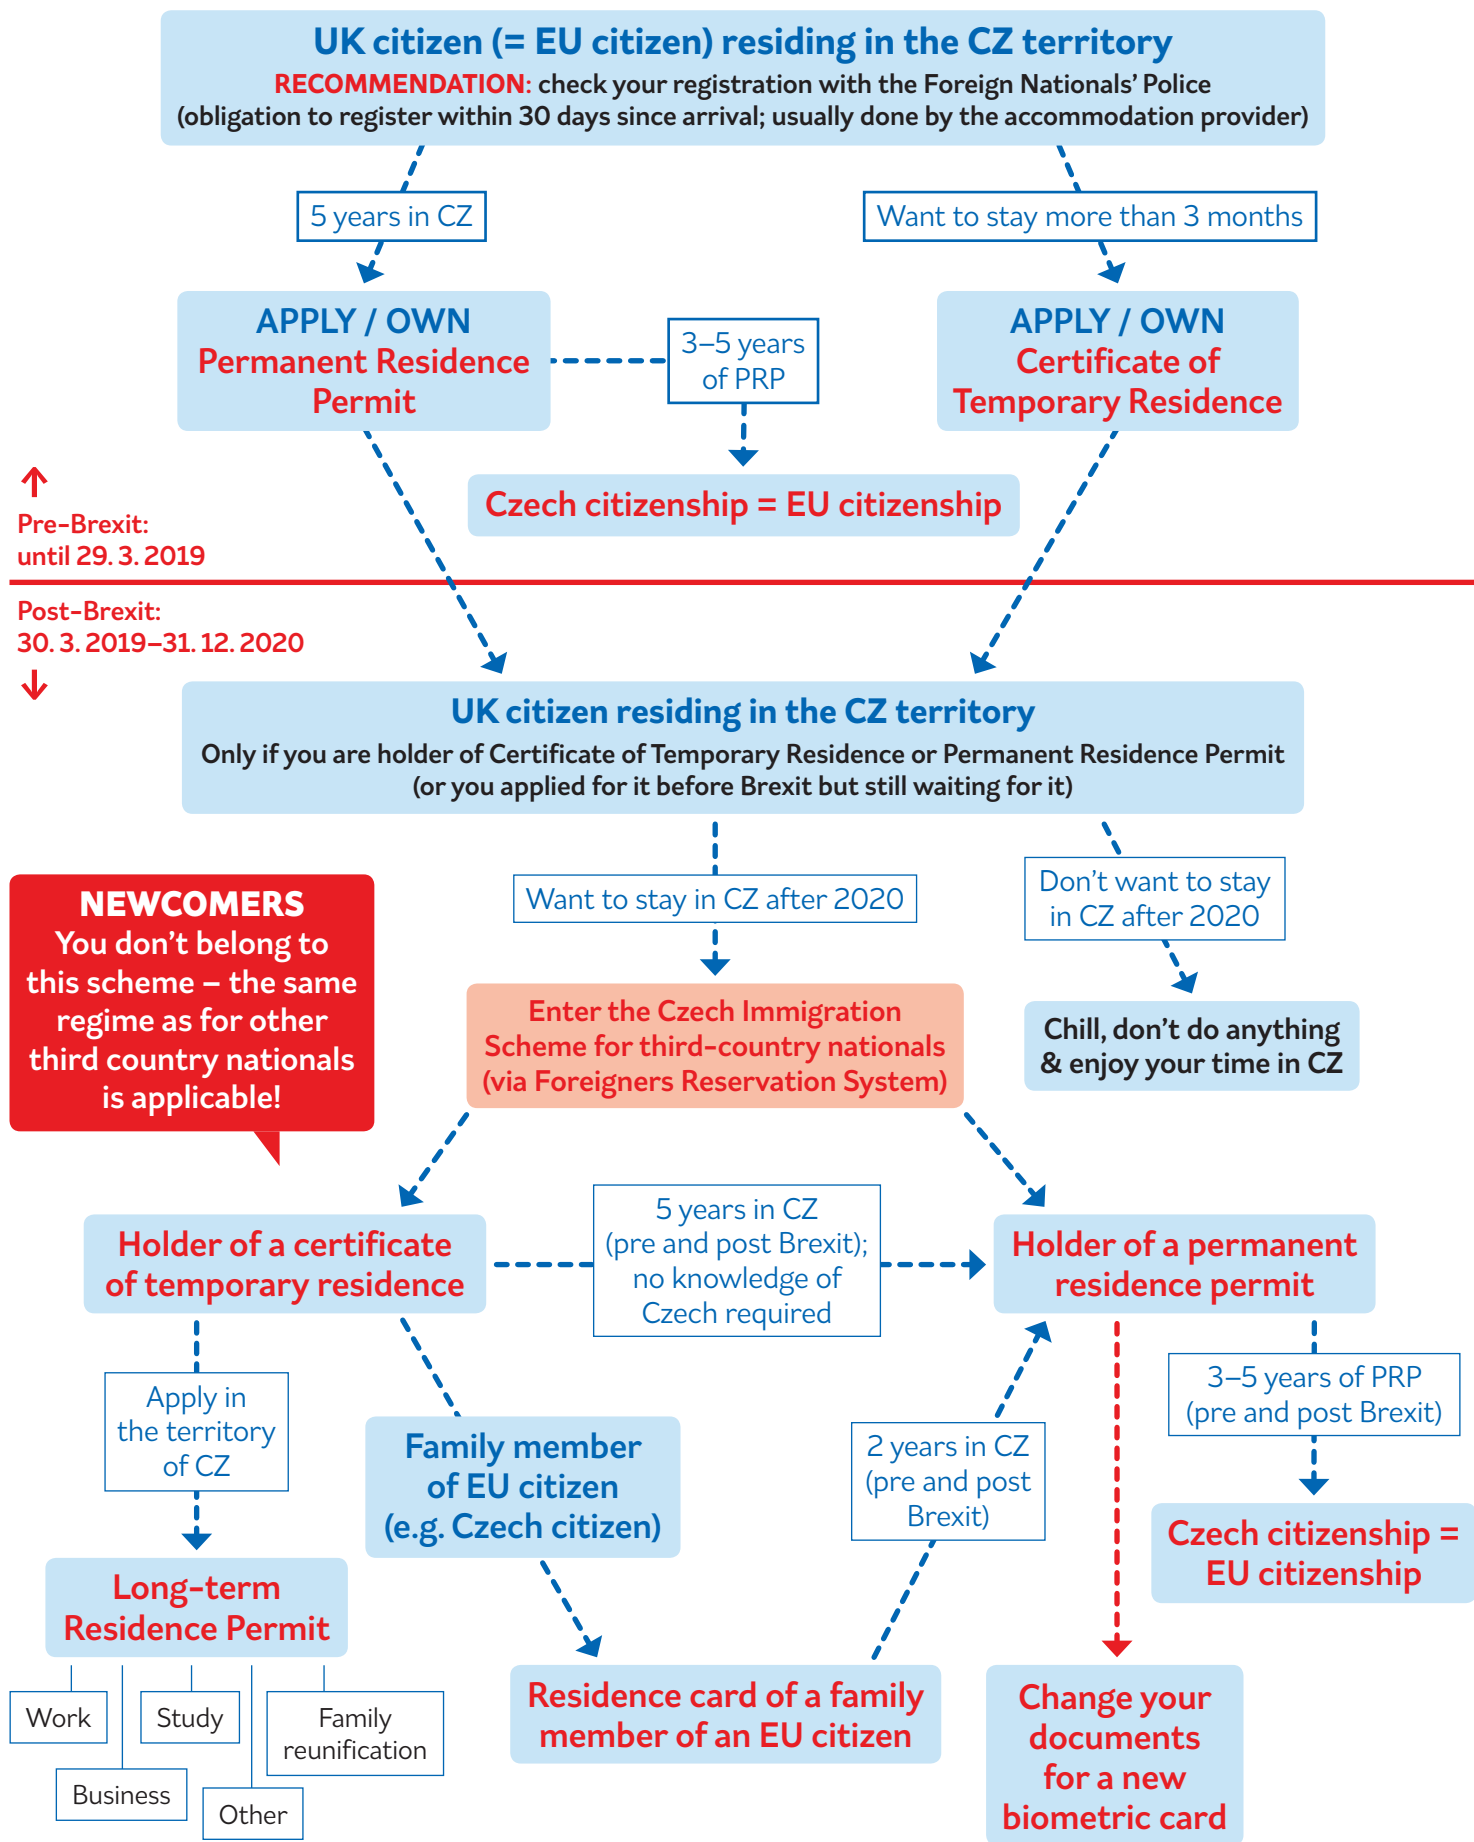 UK citizen (= EU citizen) residing in the CZ territory
RECOMMENDATION: check your registration with the Foreign Nationals’ Police
(obligation to register within 30 days since arrival; usually done by the accommodation provider)
5 years in CZ
Want to stay more than 3 months
APPLY / OWN
Permanent Residence
Permit
3–5 years
of PRP
APPLY / OWN
Certificate of
Temporary Residence
Czech citizenship = EU citizenship
Pre-Brexit:
until 29. 3. 2019
Post-Brexit:
30. 3. 2019–31. 12. 2020
UK citizen residing in the CZ territory
Only if you are holder of Certificate of Temporary Residence or Permanent Residence Permit
(or you applied for it before Brexit but still waiting for it)
NEWCOMERS
You don’t belong to
this scheme – the same
regime as for other
third country nationals
is applicable!
Want to stay in CZ after 2020
Don’t want to stay
in CZ after 2020
Enter the Czech Immigration
Scheme for third-country nationals
(via Foreigners Reservation System)
Chill, don’t do anything
& enjoy your time in CZ
Holder of a certificate
of temporary residence
5 years in CZ
(pre and post Brexit);
no knowledge of
Czech required
Holder of a permanent
residence permit
Apply in
the territory
of CZ
Family member
of EU citizen
(e.g. Czech citizen)
2 years in CZ
(pre and post
Brexit)
3–5 years of PRP
(pre and post Brexit)
Czech citizenship =
EU citizenship
Long-term
Residence Permit
Work
Business
Study
Other
Family
reunification
Residence card of a family
member of an EU citizen
Change your
documents
for a new
biometric card